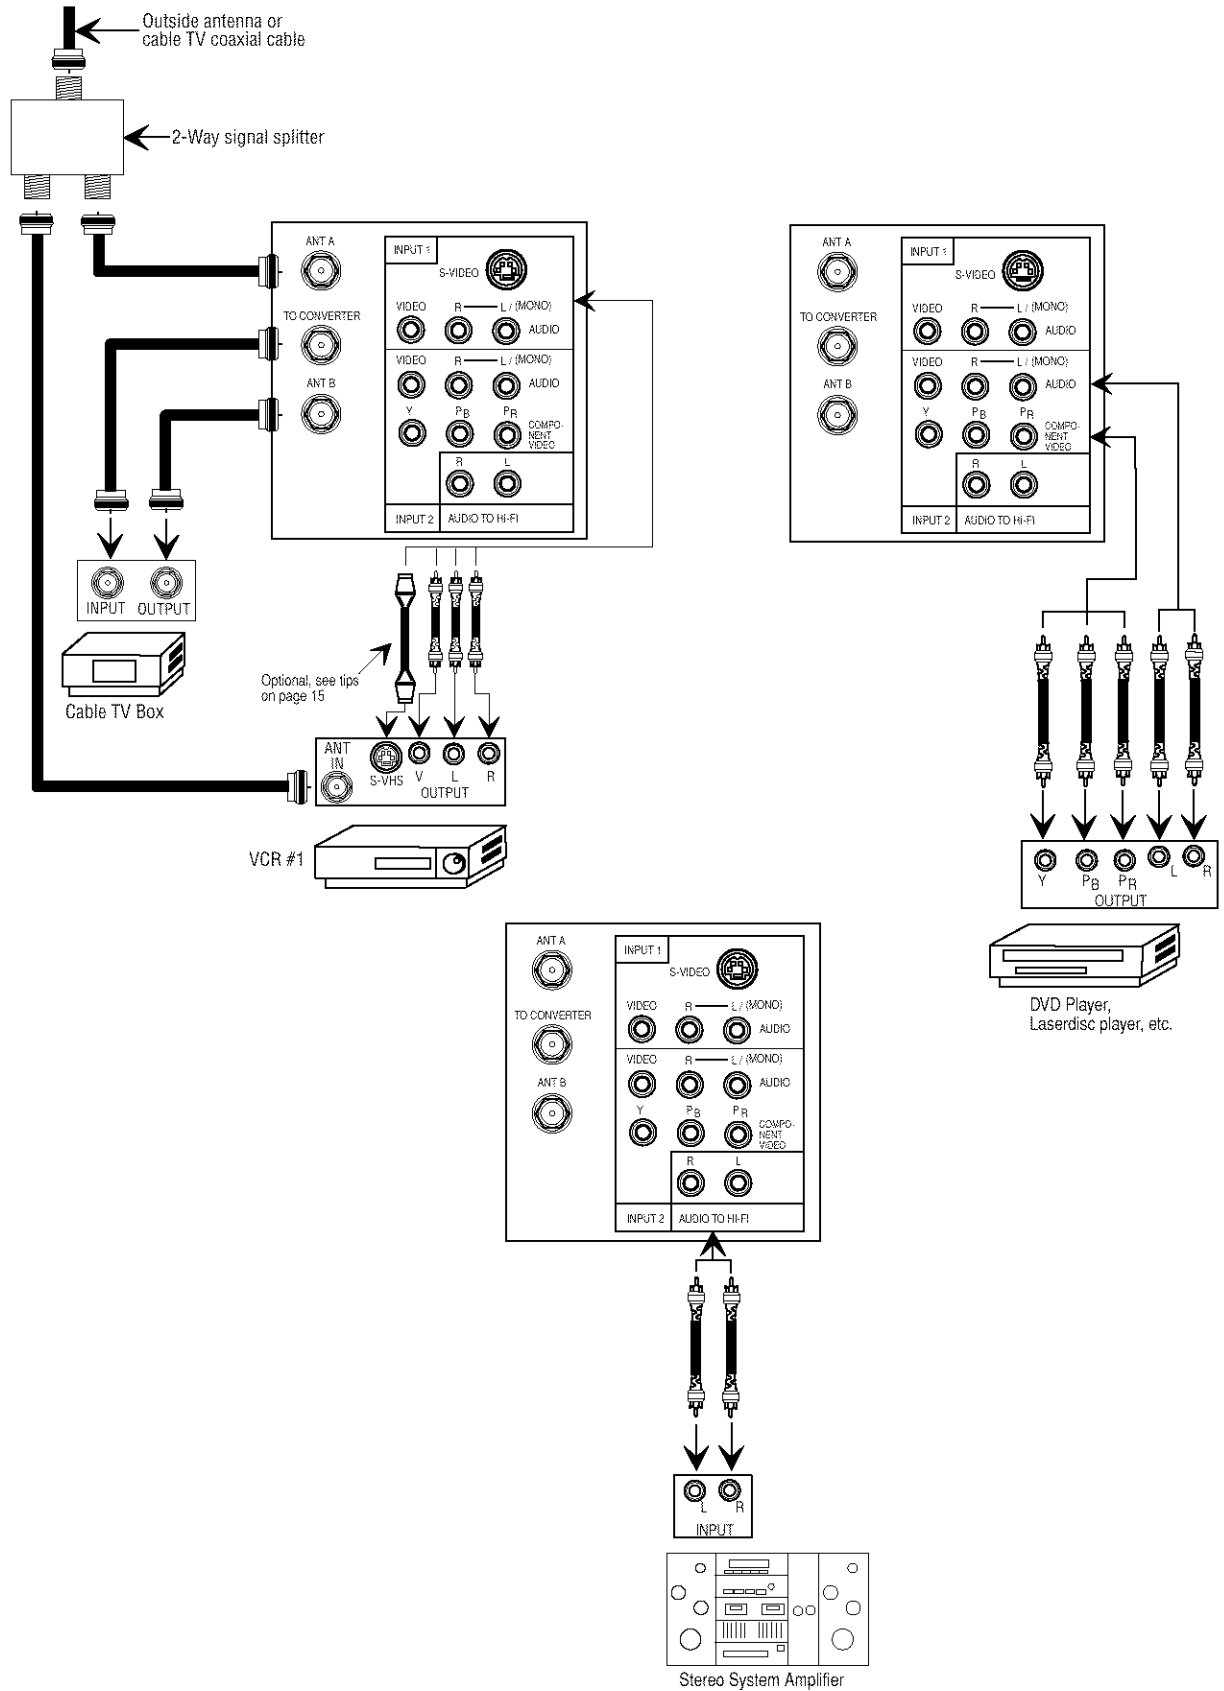 Outside antenna or
cable TV coaxial cable
2-Way signal splitter
ANT A
INPUT 1
S-VIDEO
VIDEO R L / (MONO)
TO CONVERTER
AUDIO
VIDEO R L / (MONO)
ANT B
AUDIO
Y PB PR
COMPO-
NENT
VIDEO
R L
INPUT 2 AUDIO TO HI-FI
INPUT OUTPUT
Cable TV Box
Optional, see tips
on page 15
ANT
IN
S-VHS V L R
OUTPUT
VCR #1
ANT A
INPUT 1
S-VIDEO
VIDEO R L / (MONO)
TO CONVERTER
AUDIO
VIDEO R L / (MONO)
ANT B
AUDIO
Y PB PR
COMPO-
NENT
VIDEO
R L
INPUT 2 AUDIO TO HI-FI
Y PB PR L R
OUTPUT
DVD Player,
Laserdisc player, etc.
ANT A
INPUT 1
S-VIDEO
VIDEO R L / (MONO)
TO CONVERTER
AUDIO
VIDEO R L / (MONO)
ANT B
AUDIO
Y PB PR
COMPO-
NENT
VIDEO
R L
INPUT 2 AUDIO TO HI-FI
L R
INPUT
Stereo System Amplifier